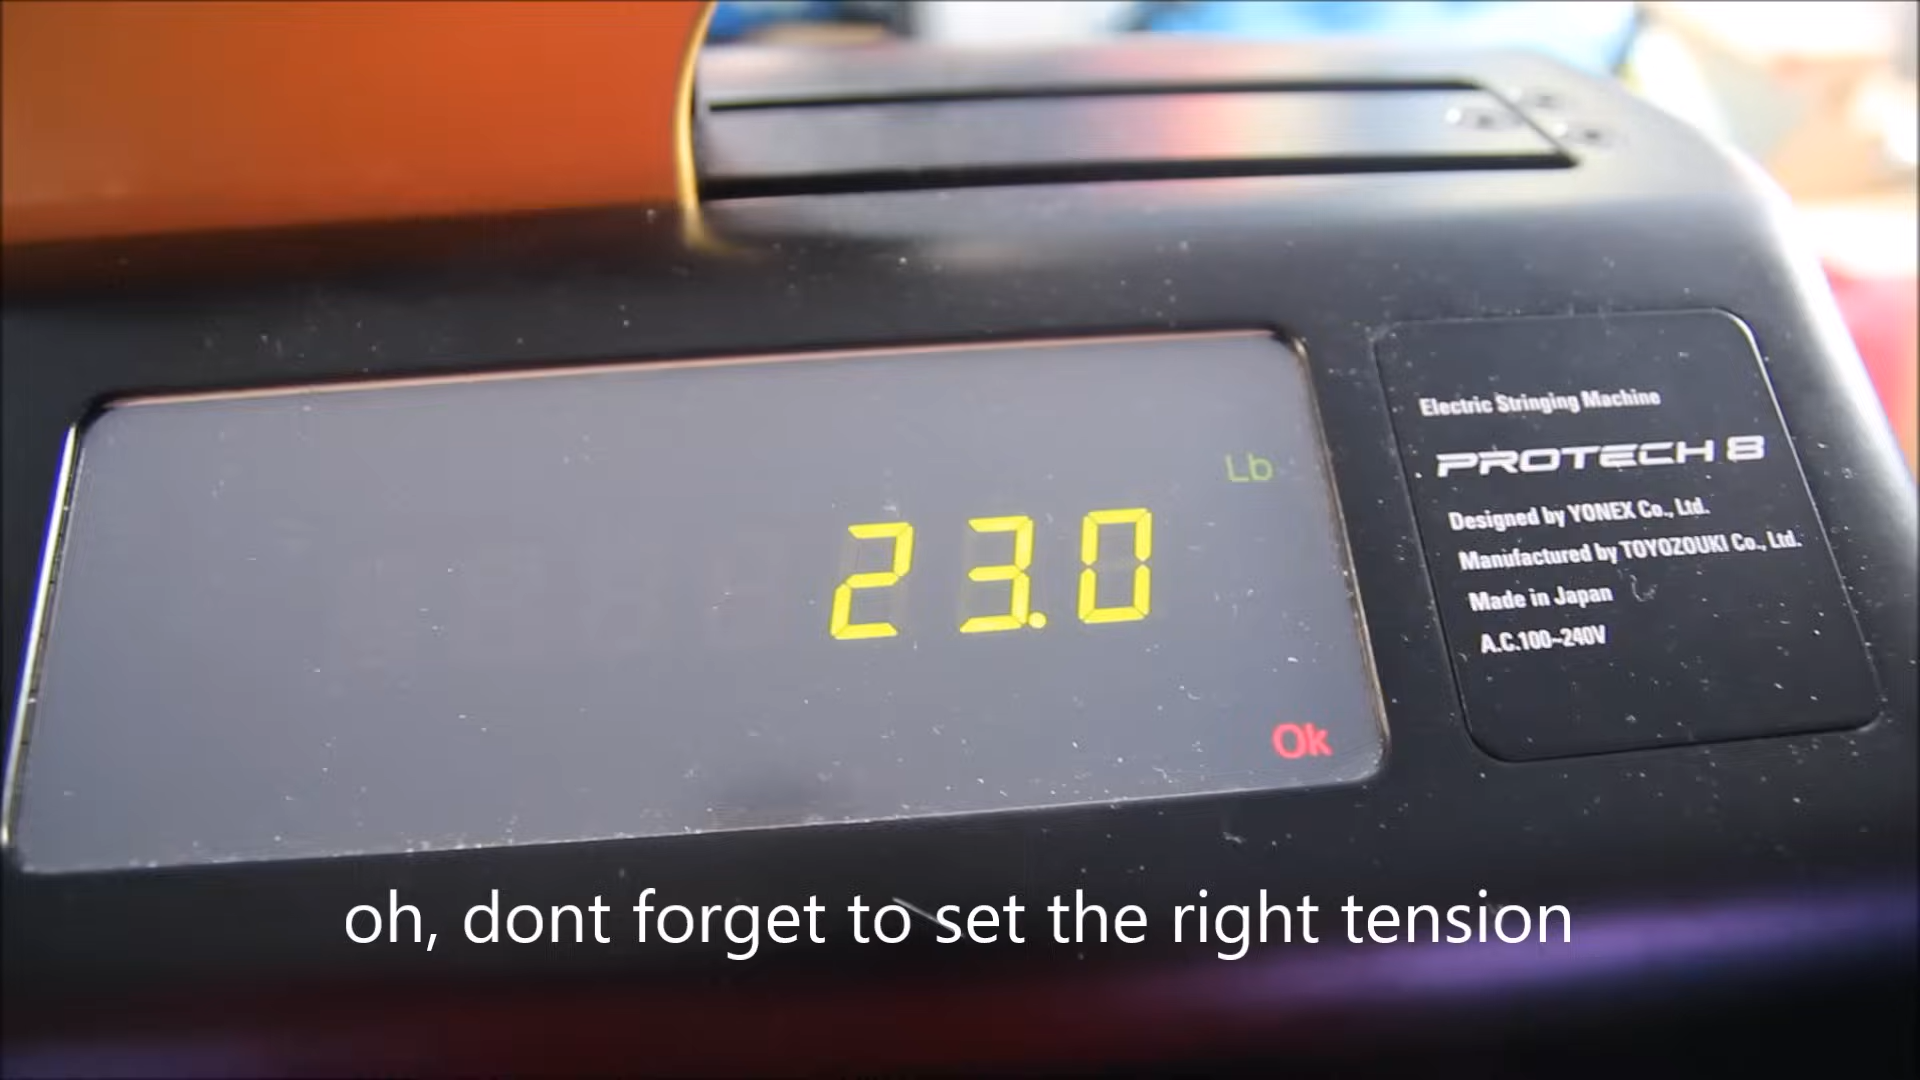 Lb
23.0
Ok
Electric Stringing Machine
PROTECH 8
Designed by YONEX Co., Ltd.
Manufactured by TOYOZOUKI Co., Ltd.
Made in Japan
A.C.100~240V
oh, dont forget to set the right tension